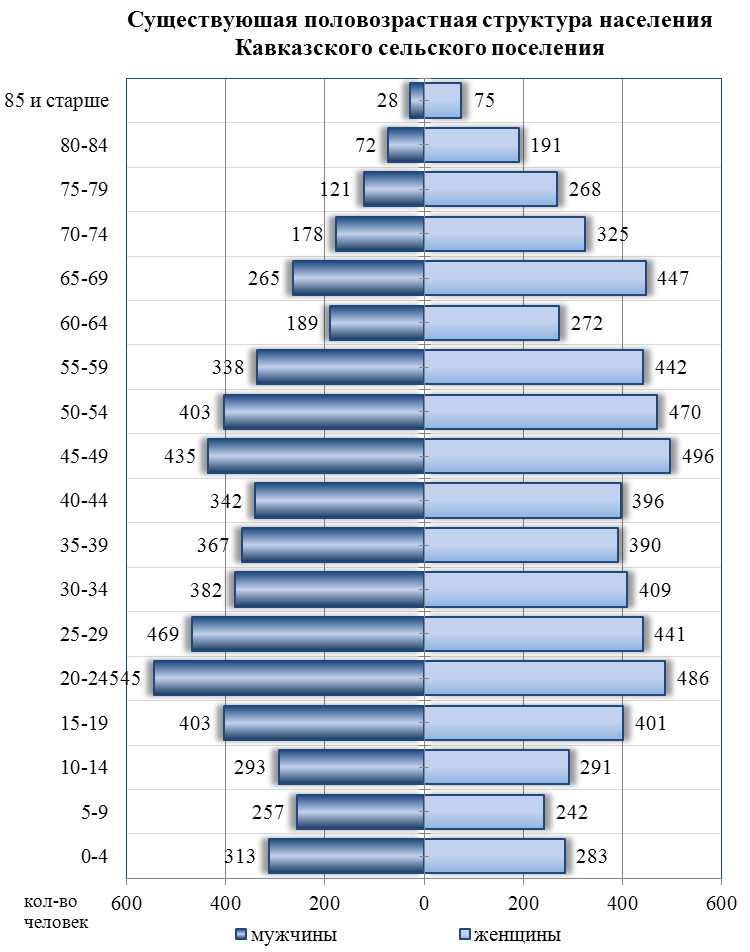 Существуюшая половозрастная структура населения
Кавказского сельского поселения
85 и старше 28 75
80-84 72 191
75-79 121 268
70-74 178 325
65-69 265 447
60-64 189 272
55-59 338 442
50-54 403 470
45-49 435 496
40-44 342 396
35-39 367 390
30-34 382 409
25-29 469 441
20-24 545 486
15-19 403 401
10-14 293 291
5-9 257 242
0-4 313 283
кол-во
человек
600 400 200 0 200 400 600
мужчины женщины